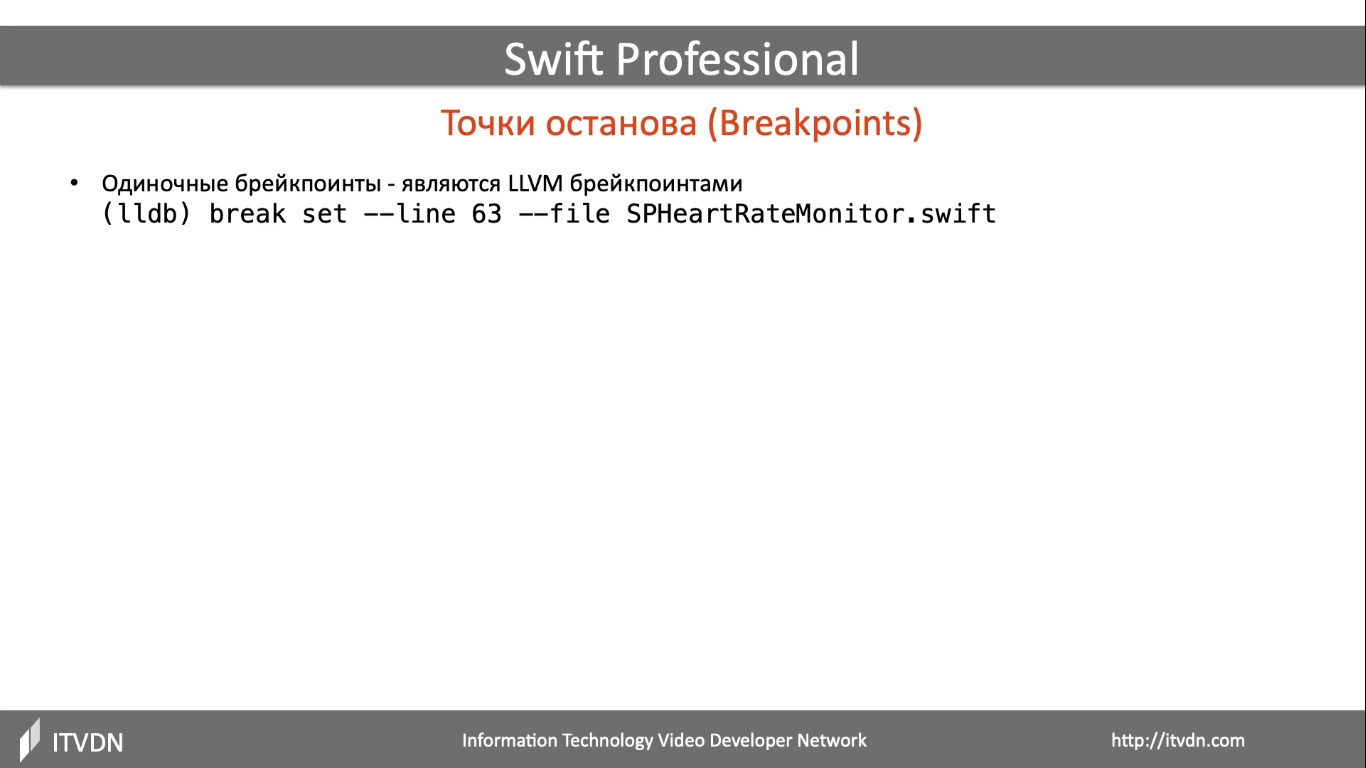 Swift Professional
Точки останова (Breakpoints)
• Одиночные брейкпоинты - являются LLVM брейкпоинтами
(lldb) break set --line 63 --file SPHeartRateMonitor.swift
ITVDN
Information Technology Video Developer Network
http://itvdn.com